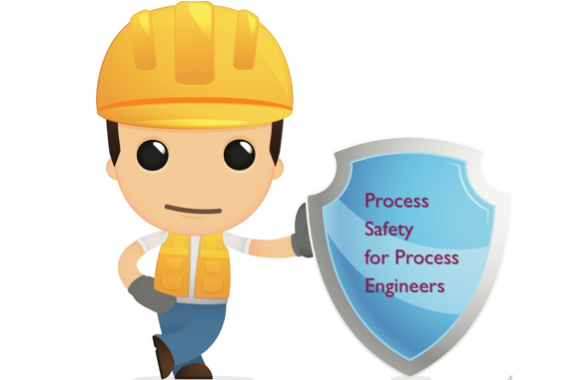 Process
Safety
for Process
Engineers